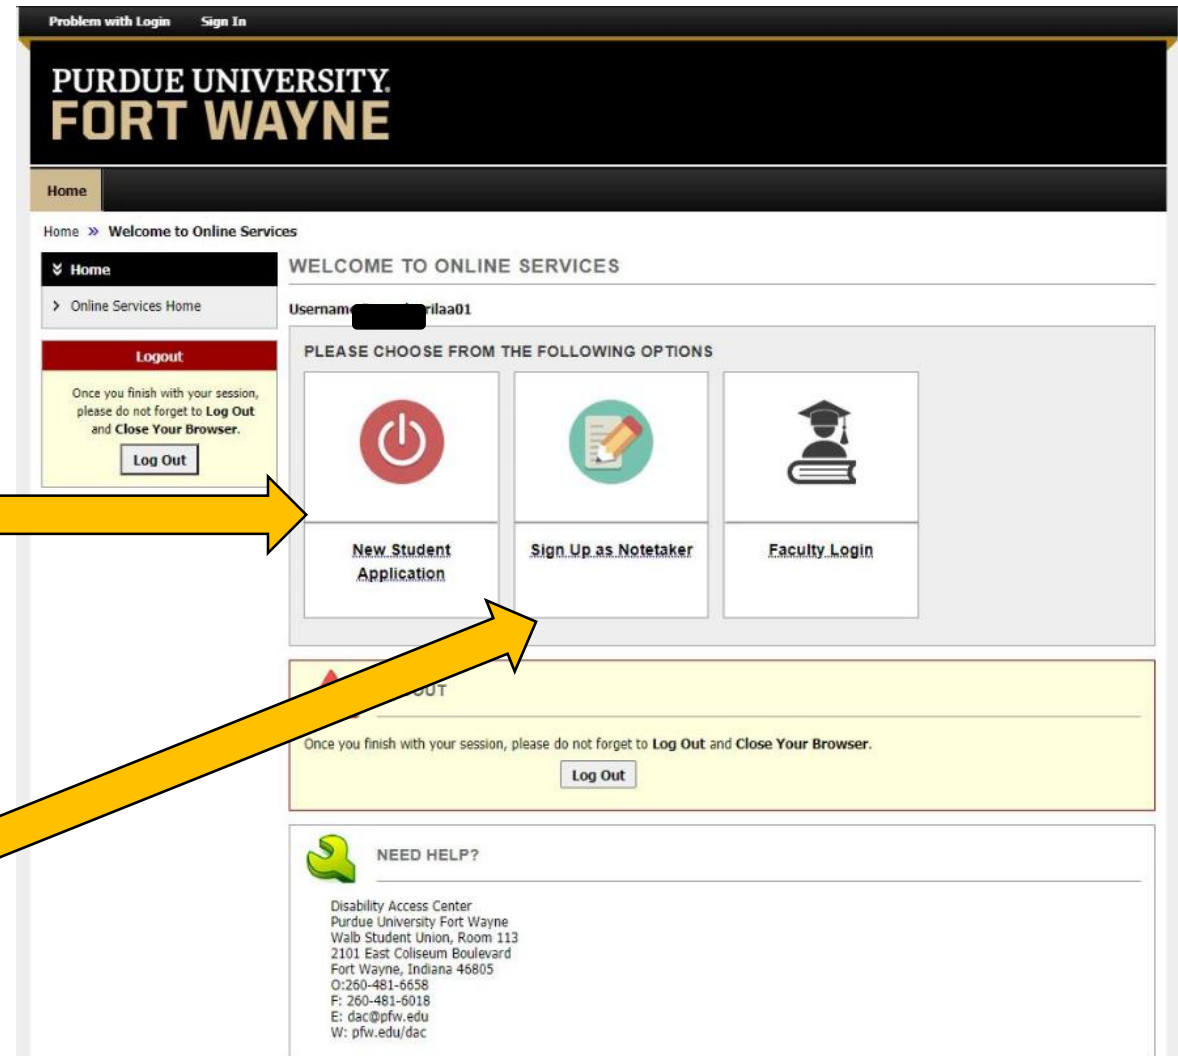 Problem with Login Sign In
PURDUE UNIVERSITY.
FORT WAYNE
Home
Home » Welcome to Online Services
Home
Online Services Home
Logout
Once you finish with your session,
please do not forget to Log Out
and Close Your Browser.
Log Out
WELCOME TO ONLINE SERVICES
rilaa01
PLEASE CHOOSE FROM THE FOLLOWING OPTIONS
New Student
Application
Sign Up as Notetaker
Faculty Login
OUT
Once you finish with your session, please do not forget to Log Out and Close Your Browser.
Log Out
NEED HELP?
Disability Access Center
Purdue University Fort Wayne
Walb Student Union, Room 113
2101 East Coliseum Boulevard
Fort Wayne, Indiana 46805
O:260-481-6658
F: 260-481-6018
E: dac@pfw.edu
W: pfw.edu/dac